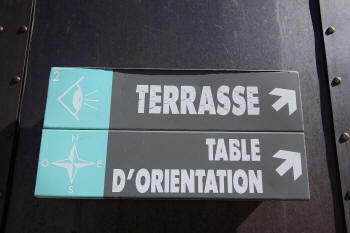 2
TERRASSE
N
O E
S
TABLE
D'ORIENTATION